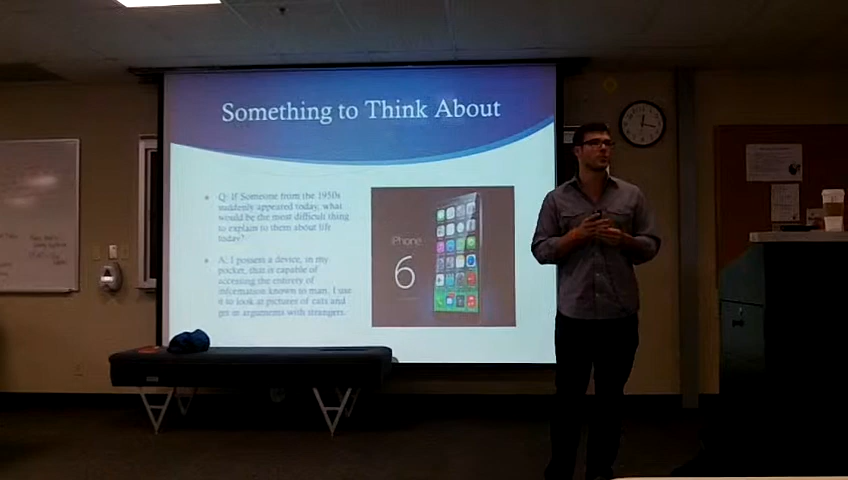 Something to Think About
Q: If Someone from the 1950s
suddenly appeared today, what
would be the most difficult thing
to explain to them about life
today?
A: I possess a device, in my
pocket, that is capable of
accessing the entirety of
information known to man. I use
it to look at pictures of cats and
get in arguments with strangers.
iPhone
6